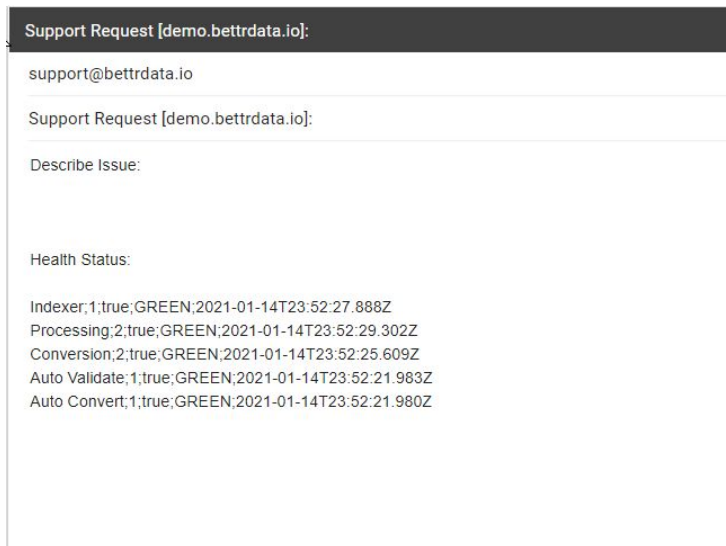 Support Request [demo.bettrdata.io]:
support@bettrdata.io
Support Request [demo.bettrdata.io]:
Describe Issue:
Health Status:
Indexer;1;true;GREEN;2021-01-14T23:52:27.888Z
Processing;2;true;GREEN;2021-01-14T23:52:29.302Z
Conversion;2;true;GREEN;2021-01-14T23:52:25.609Z
Auto Validate;1;true;GREEN;2021-01-14T23:52:21.983Z
Auto Convert;1;true;GREEN;2021-01-14T23:52:21.980Z